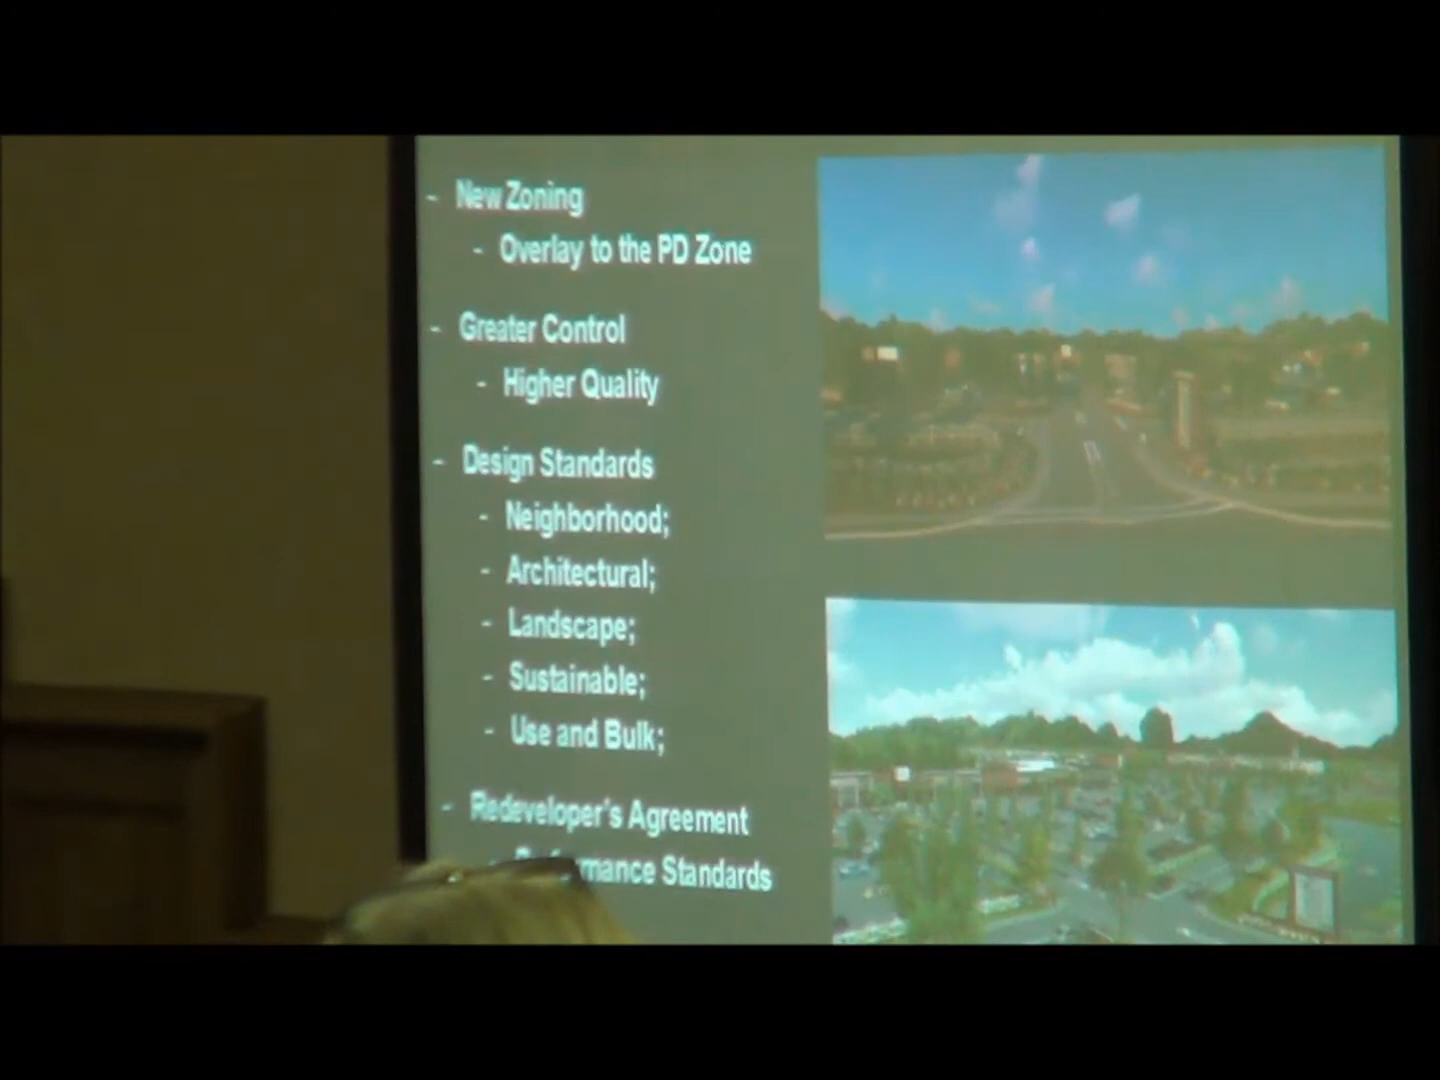 - New Zoning
- Overlay to the PD Zone
- Greater Control
- Higher Quality
- Design Standards
- Neighborhood;
- Architectural;
- Landscape;
- Sustainable;
- Use and Bulk;
- Redeveloper's Agreement
- Performance Standards